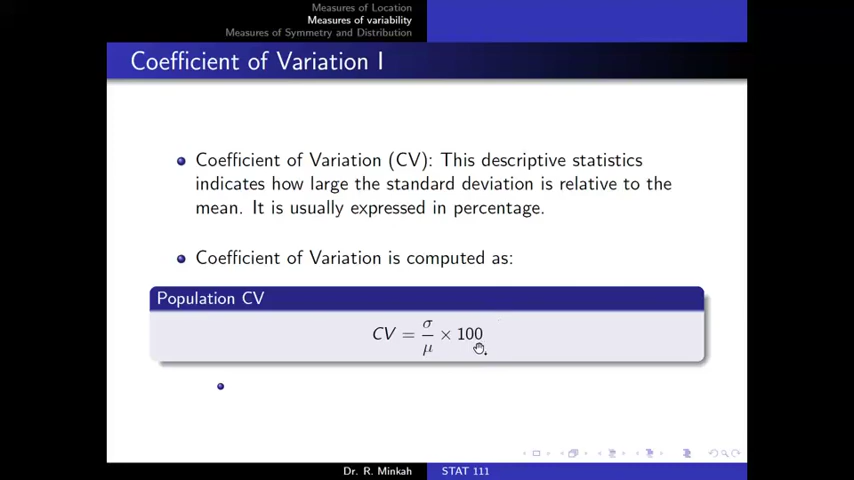 Measures of Location
Measures of variability
Measures of Symmetry and Distribution
Coefficient of Variation I
Coefficient of Variation (CV): This descriptive statistics
indicates how large the standard deviation is relative to the
mean. It is usually expressed in percentage.
Coefficient of Variation is computed as:
Population CV
CV = σ/μ × 100
Dr. R. Minkah STAT 111